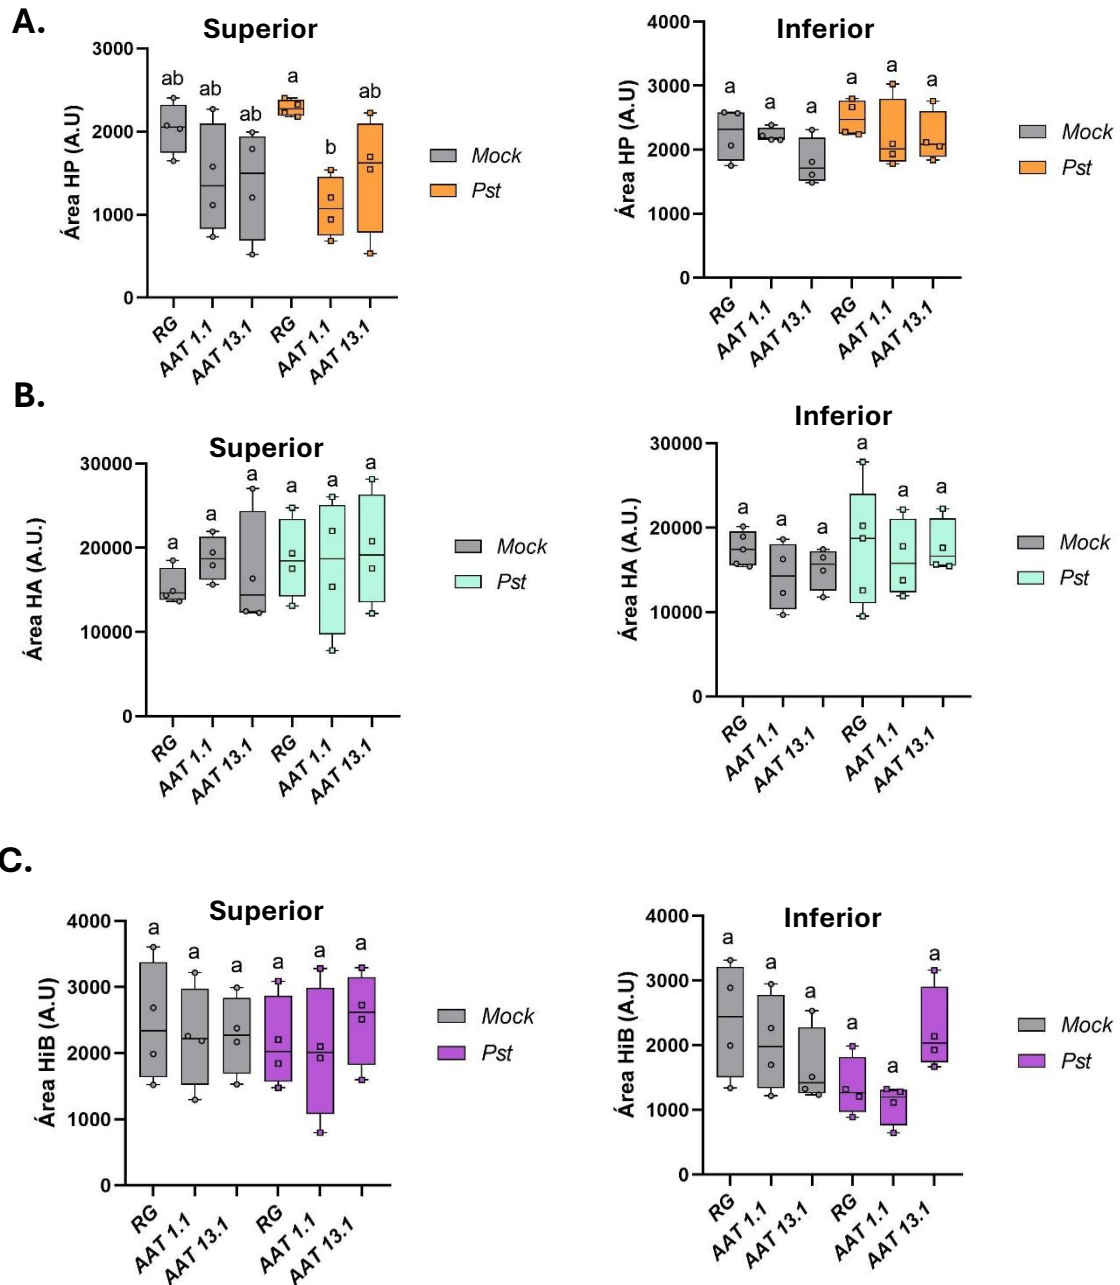 A.
Superior
Área HP (A.U)
3000
2000
1000
0
ab
ab
ab
a
b
ab
RG
AAT 1.1
AAT 13.1
RG
AAT 1.1
AAT 13.1
Mock
Pst
Inferior
Área HP (A.U)
4000
3000
2000
1000
0
a
a
a
a
a
a
RG
AAT 1.1
AAT 13.1
RG
AAT 1.1
AAT 13.1
Mock
Pst
B.
Superior
Área HA (A.U.)
30000
20000
10000
0
a
a
a
a
a
a
RG
AAT 1.1
AAT 13.1
RG
AAT 1.1
AAT 13.1
Mock
Pst
Inferior
Área HA (A.U.)
30000
20000
10000
0
a
a
a
a
a
a
RG
AAT 1.1
AAT 13.1
RG
AAT 1.1
AAT 13.1
Mock
Pst
C.
Superior
Área HiB (A.U)
4000
3000
2000
1000
0
a
a
a
a
a
a
RG
AAT 1.1
AAT 13.1
RG
AAT 1.1
AAT 13.1
Mock
Pst
Inferior
Área HiB (A.U)
4000
3000
2000
1000
0
a
a
a
a
a
a
RG
AAT 1.1
AAT 13.1
RG
AAT 1.1
AAT 13.1
Mock
Pst